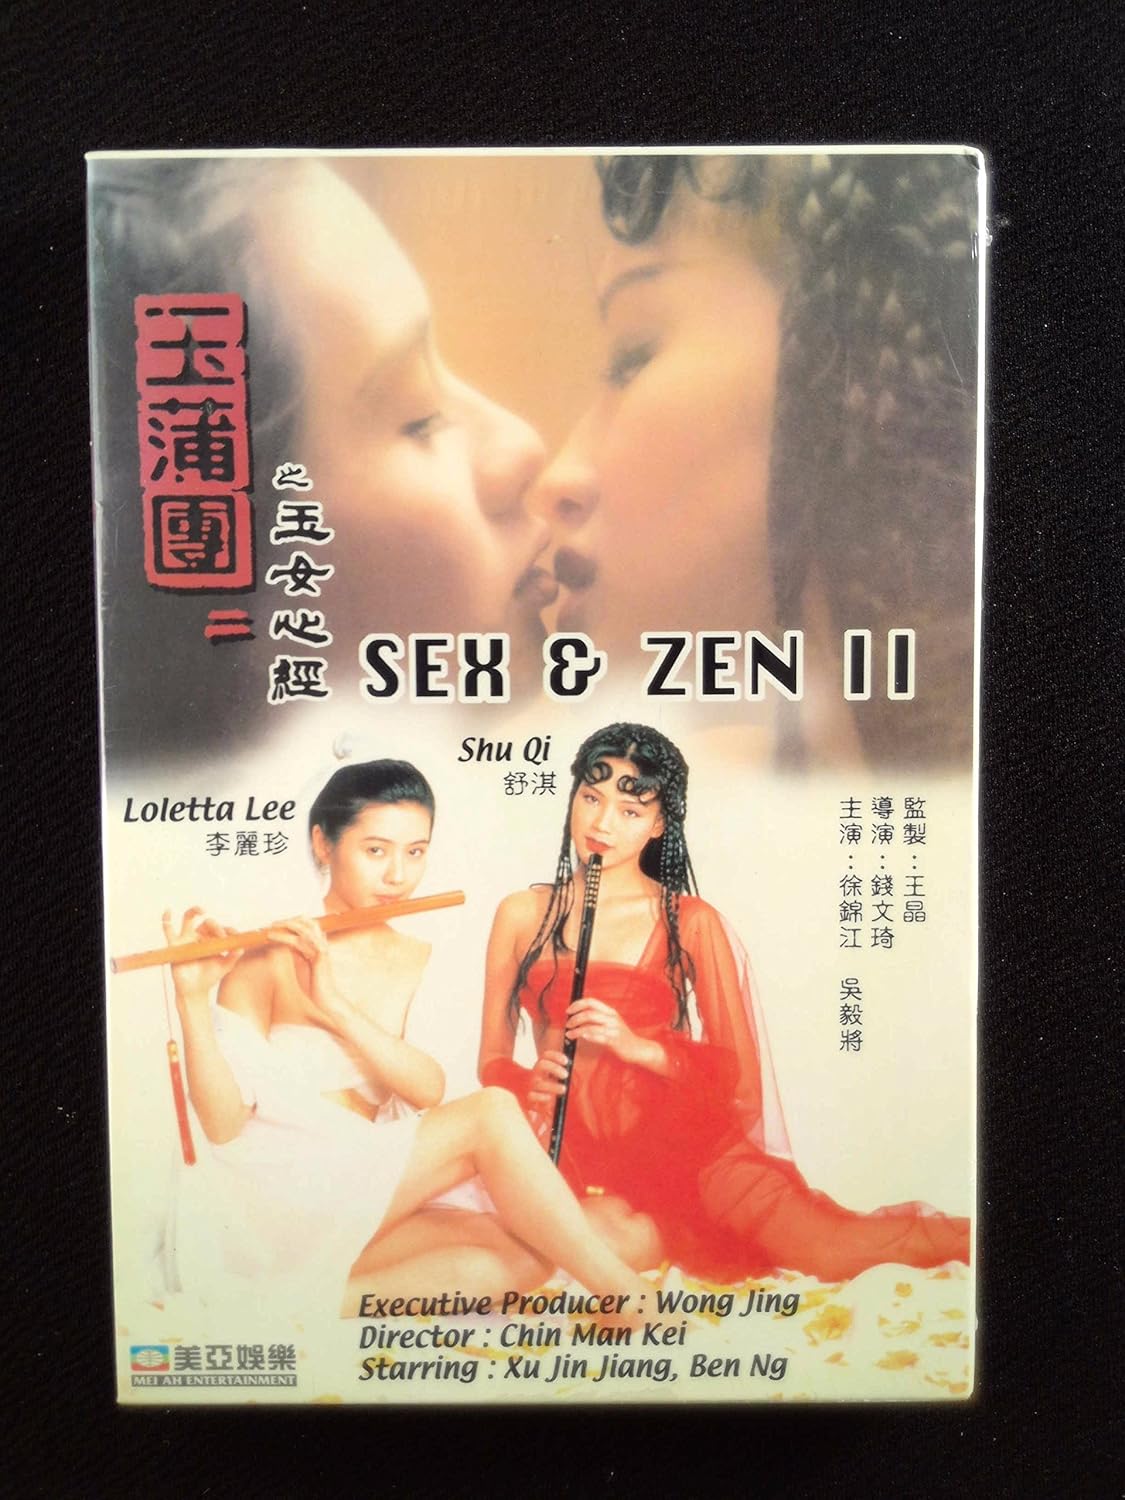 玉蒲團
二
之玉女心經
SEX & ZEN II
Shu Qi
舒淇
Loletta Lee
李麗珍
監製：王晶
導演：錢文琦
主演：徐錦江 吳毅將
Executive Producer : Wong Jing
Director : Chin Man Kei
Starring : Xu Jin Jiang, Ben Ng
美亞娛樂
MEI AH ENTERTAINMENT